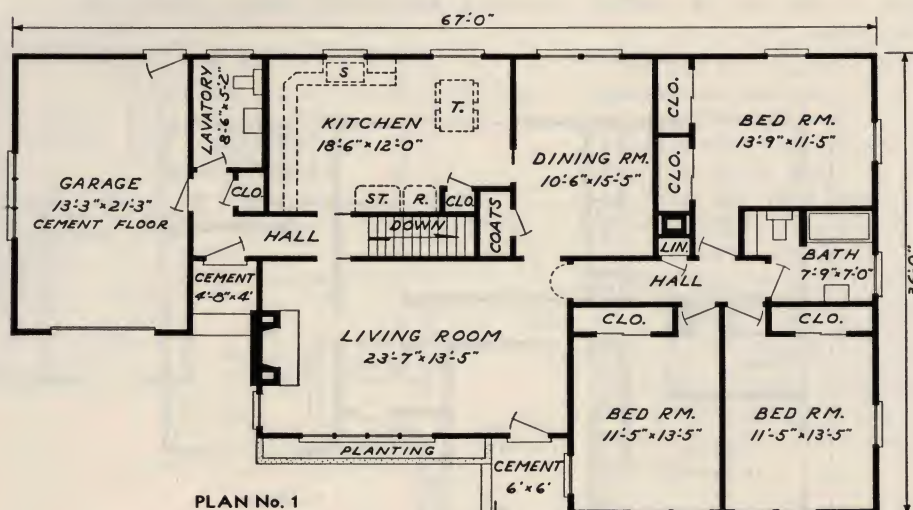 67'-0"
LAVATORY
8'-6"x5'-2"
S
T.
KITCHEN
18'-6"x12'-0"
CLO.
CLO.
BED RM.
13'-9"x11'-5"
GARAGE
13'-3"x21'-3"
CEMENT FLOOR
DINING RM.
10'-6"x15'-5"
CLO.
ST.
R.
CLO.
COATS
HALL
DOWN
LIN.
BATH
7'-9"x7'-0"
HALL
CEMENT
4'-8"x4'
LIVING ROOM
23'-7"x13'-5"
CLO.
CLO.
BED RM.
11'-5"x13'-5"
BED RM.
11'-5"x13'-5"
PLANTING
CEMENT
6'x6'
PLAN No. 1